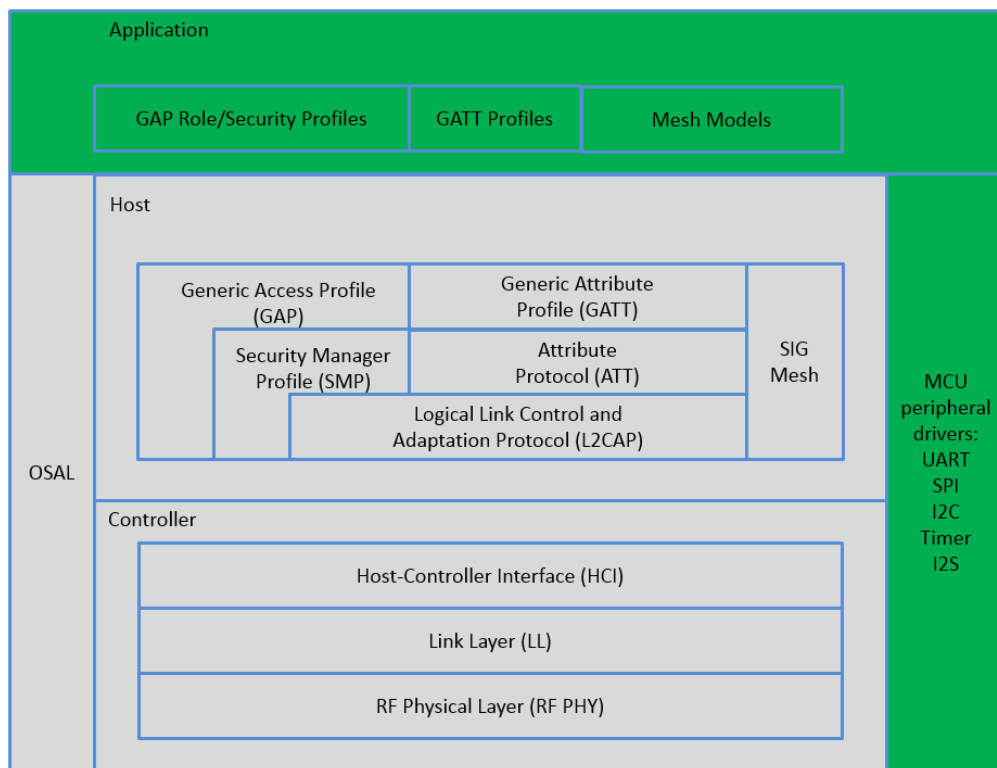 Application
GAP Role/Security Profiles
GATT Profiles
Mesh Models
Host
Generic Access Profile
(GAP)
Generic Attribute
Profile (GATT)
Security Manager
Profile (SMP)
Attribute
Protocol (ATT)
SIG
Mesh
Logical Link Control and
Adaptation Protocol (L2CAP)
OSAL
MCU
peripheral
drivers:
UART
SPI
I2C
Timer
I2S
Controller
Host-Controller Interface (HCI)
Link Layer (LL)
RF Physical Layer (RF PHY)